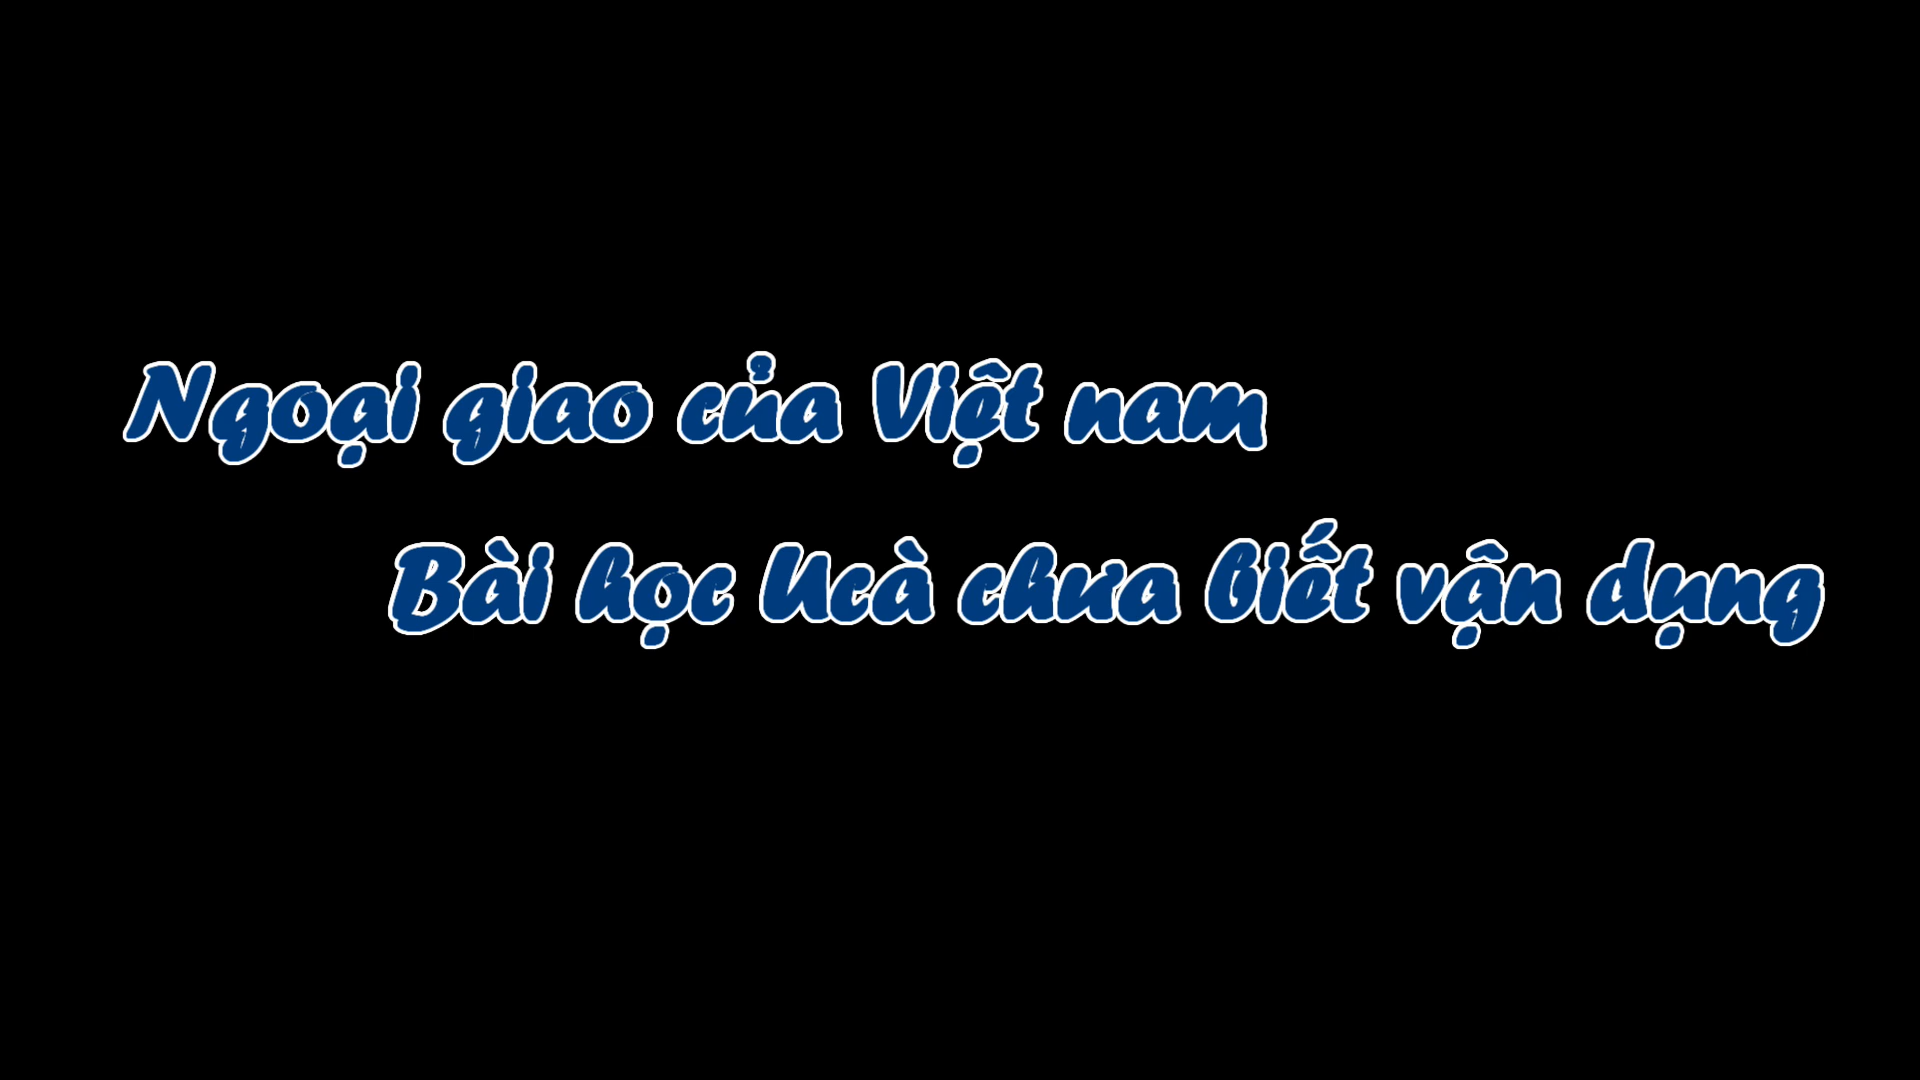 Ngoại giao của Việt nam
Bài học Ucà chưa biết vận dụng